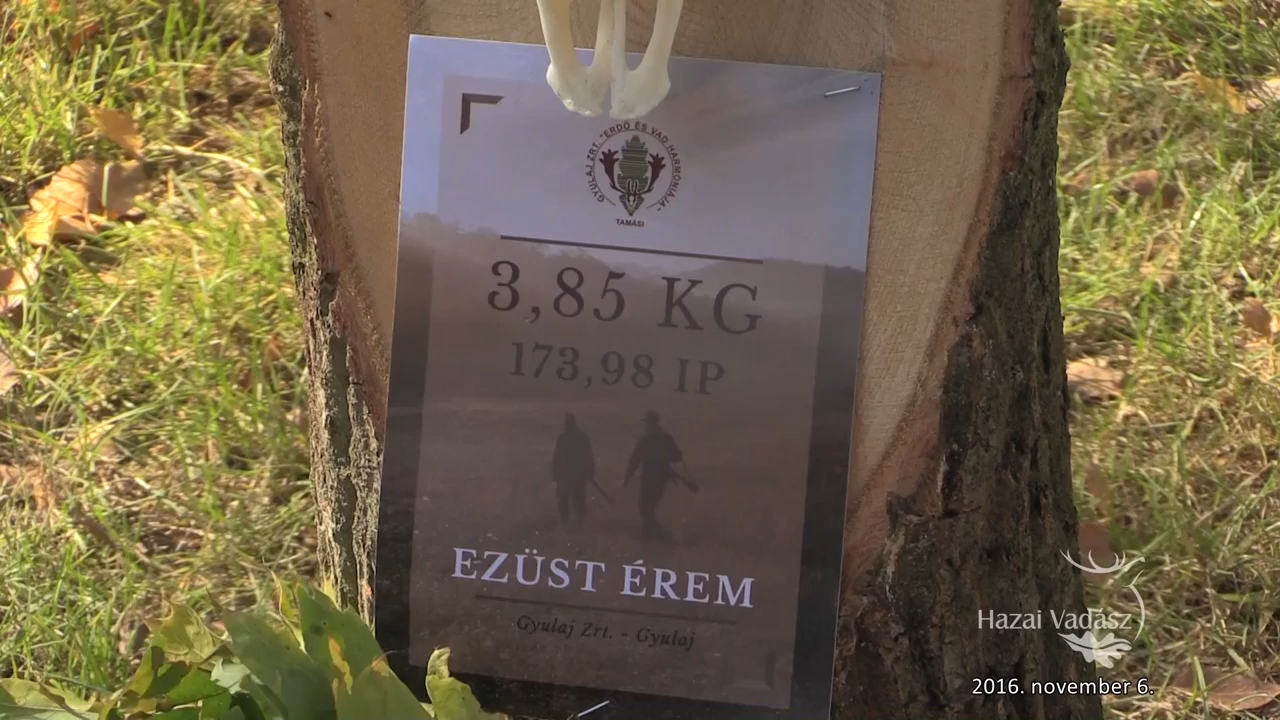 GYULAJ ZRT. "ERDŐ ÉS VAD HARMÓNIÁJA"
TAMÁSI
3,85 KG
173,98 IP
EZÜST ÉREM
Gyulaj Zrt. - Gyulaj
Hazai Vadász
2016. november 6.